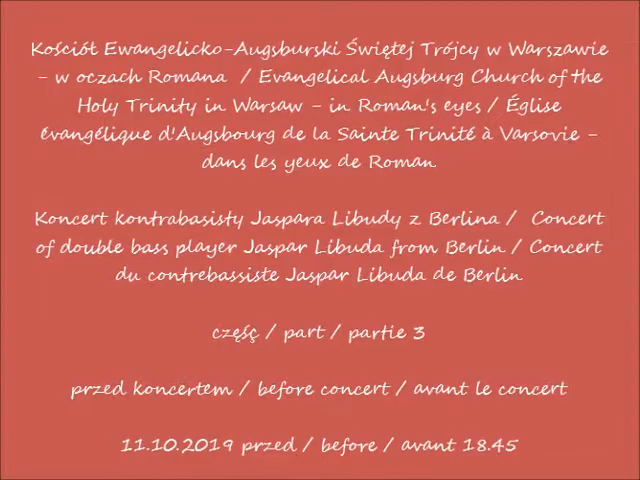 Kościół Ewangelicko-Augsburski Świętej Trójcy w Warszawie
- w oczach Romana / Evangelical Augsburg Church of the
Holy Trinity in Warsaw - in Roman's eyes / Église
évangélique d'Augsbourg de la Sainte Trinité à Varsovie -
dans les yeux de Roman
Koncert kontrabasisty Jaspara Libudy z Berlina / Concert
of double bass player Jaspar Libuda from Berlin / Concert
du contrebassiste Jaspar Libuda de Berlin
częśç / part / partie 3
przed koncertem / before concert / avant le concert
11.10.2019 przed / before / avant 18.45